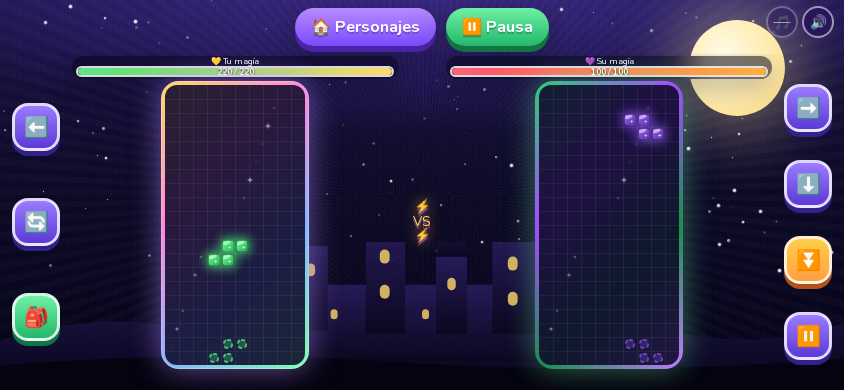 Personajes
Pausa
Tu magia
220 / 220
Su magia
100 / 100
VS